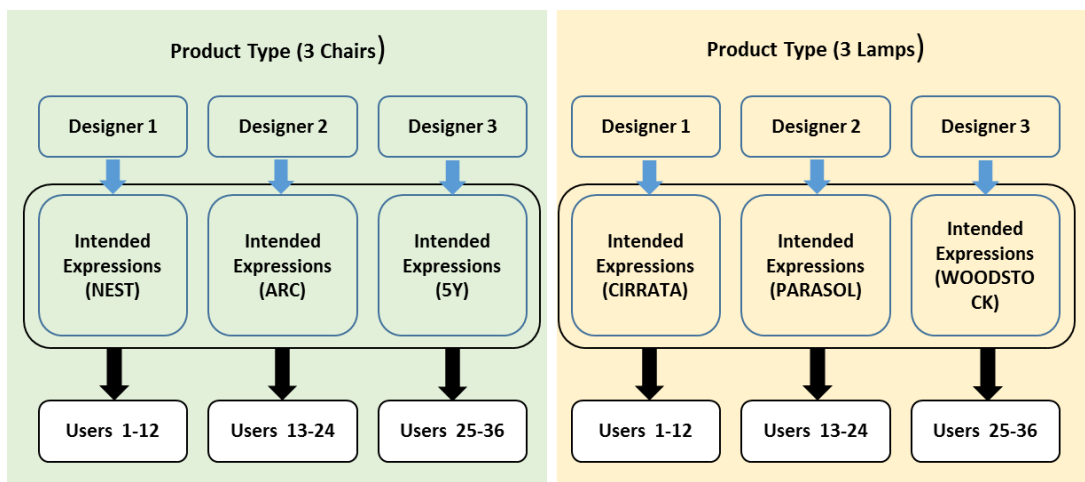 Product Type (3 Chairs)
Designer 1
Designer 2
Designer 3
Intended
Expressions
(NEST)
Intended
Expressions
(ARC)
Intended
Expressions
(5Y)
Users 1-12
Users 13-24
Users 25-36
Product Type (3 Lamps)
Designer 1
Designer 2
Designer 3
Intended
Expressions
(CIRRATA)
Intended
Expressions
(PARASOL)
Intended
Expressions
(WOODSTO
CK)
Users 1-12
Users 13-24
Users 25-36